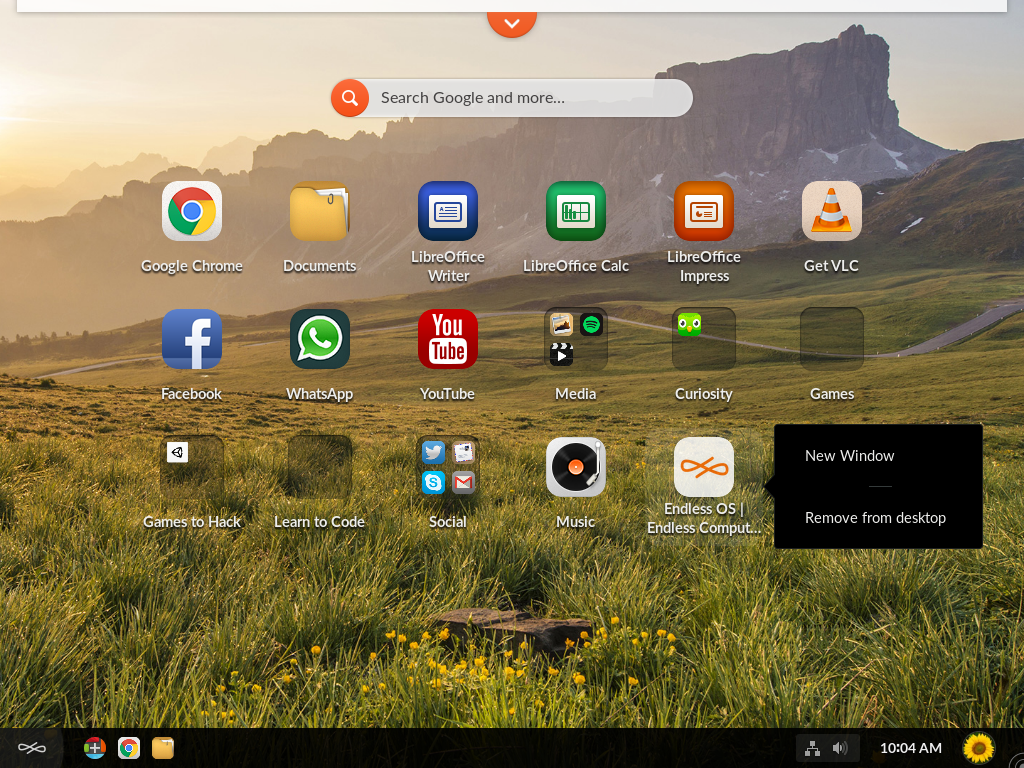 Search Google and more...
Google Chrome
Documents
LibreOffice
Writer
LibreOffice Calc
LibreOffice
Impress
Get VLC
You
Tube
Facebook
WhatsApp
YouTube
Media
Curiosity
Games
Games to Hack
Learn to Code
Social
Music
Endless OS |
Endless Comput...
New Window
Remove from desktop
10:04 AM